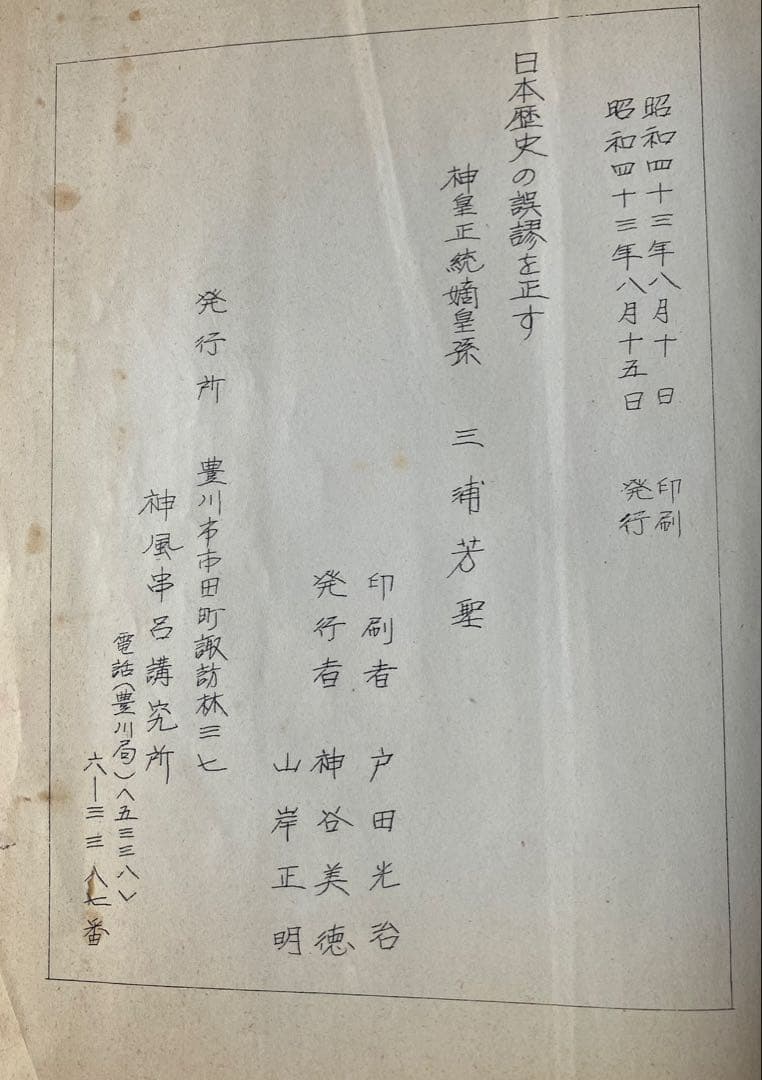 昭和四十三年八月十日 印刷
昭和四十三年八月十五日 発行
日本歴史の誤謬を正す
神皇正統嫡皇孫 三浦芳聖
印刷者 戸田光治
発行者 神谷美徳
山岸正明
発行所 豊川市市田町諏訪林三七
神風串呂講究所
電話(豊川局)〈五三三八〉
六―三三八七番